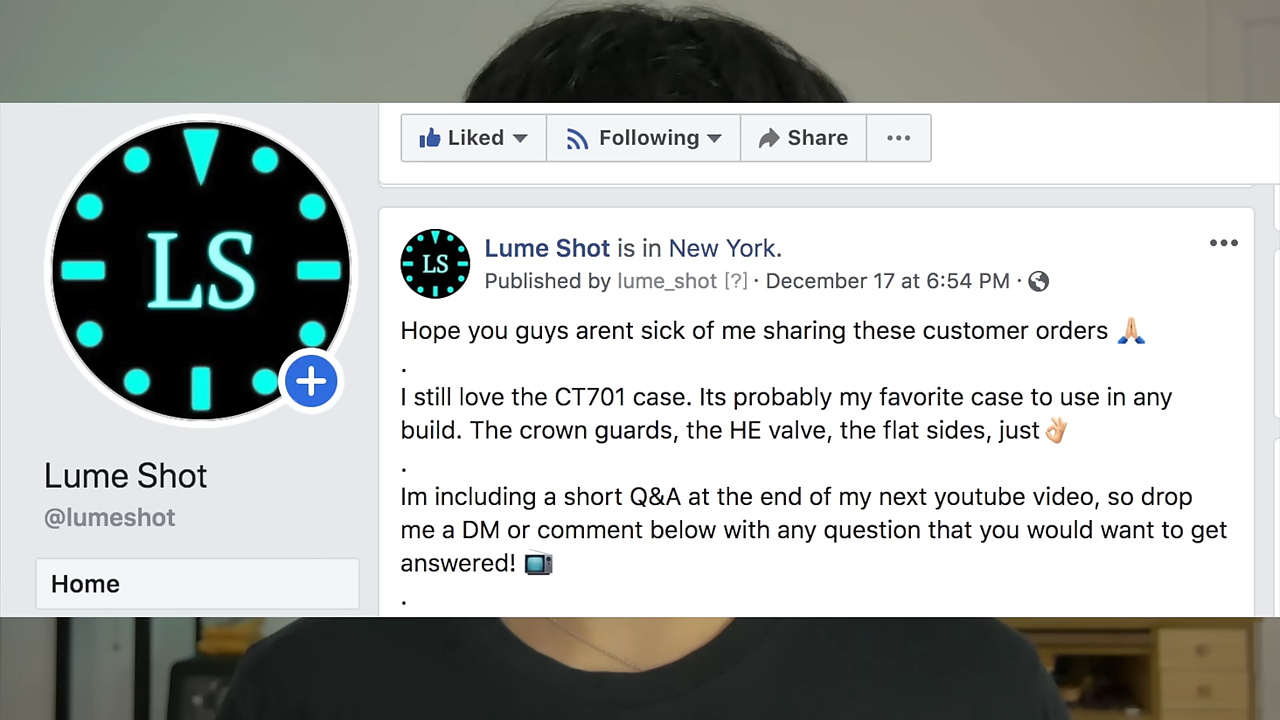 Liked
Following
Share
LS
LS
Lume Shot is in New York.
Published by lume_shot [?] · December 17 at 6:54 PM ·
Hope you guys arent sick of me sharing these customer orders 🙏🏻
.
I still love the CT701 case. Its probably my favorite case to use in any
build. The crown guards, the HE valve, the flat sides, just👌🏻
.
Im including a short Q&A at the end of my next youtube video, so drop
me a DM or comment below with any question that you would want to get
answered! 📺
.
Lume Shot
@lumeshot
Home